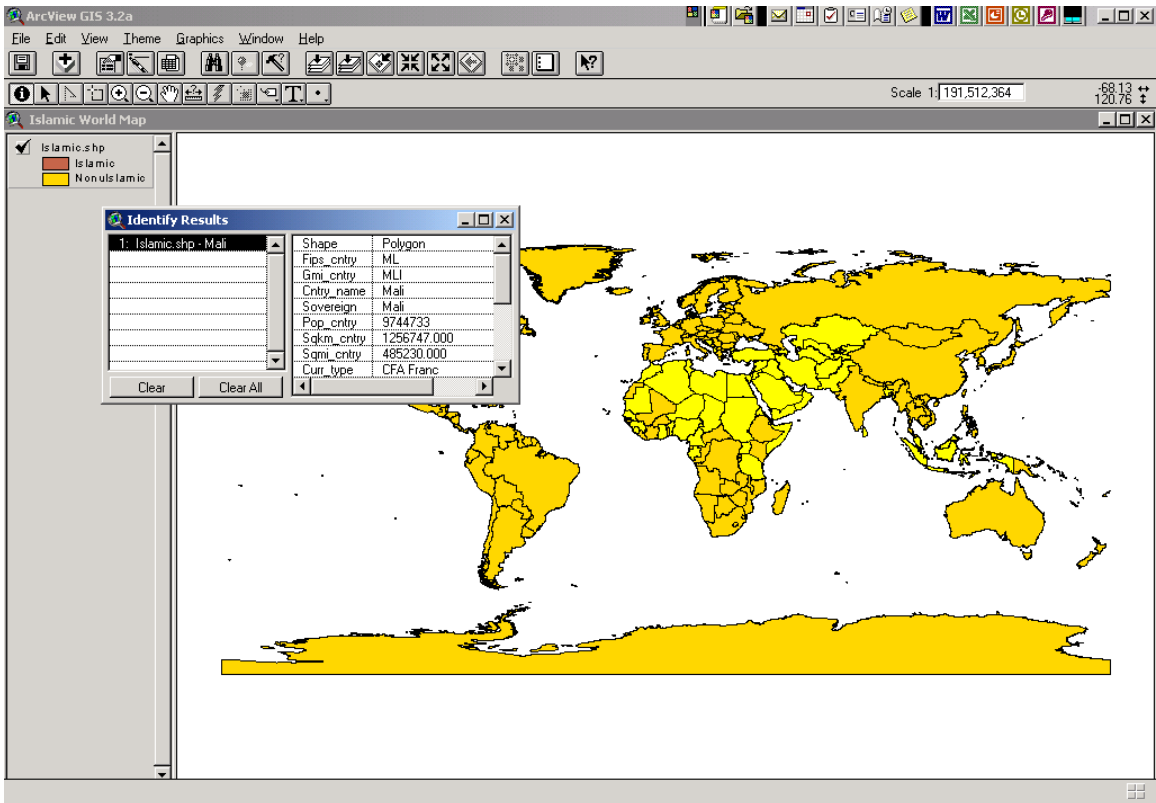 ArcView GIS 3.2a
File Edit View Theme Graphics Window Help
Scale 1: 191,512,364
-68.13
120.76
Islamic World Map
Islamic.shp
Islamic
NonuIslamic
Identify Results
1: Islamic.shp - Mali
Shape Polygon
Fips_cntry ML
Gmi_cntry MLI
Cntry_name Mali
Sovereign Mali
Pop_cntry 9744733
Sqkm_cntry 1256747.000
Sqmi_cntry 485230.000
Curr_type CFA Franc
Clear Clear All